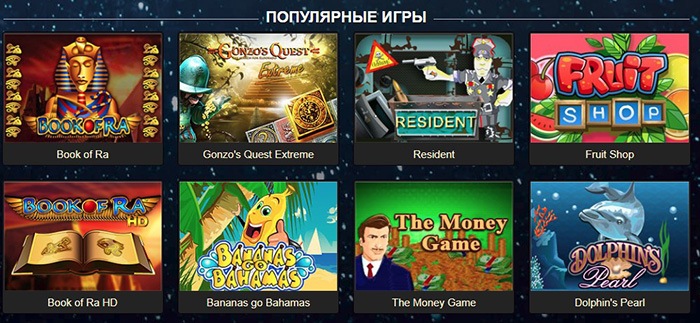 ПОПУЛЯРНЫЕ ИГРЫ
BOOK OF RA
GONZO'S QUEST
Extreme
RESIDENT
FRUIT
SHOP
Book of Ra
Gonzo's Quest Extreme
Resident
Fruit Shop
BOOK OF RA
HD
BANANAS
GO
BAHAMAS
The Money
Game
DOLPHIN'S
Pearl
Book of Ra HD
Bananas go Bahamas
The Money Game
Dolphin's Pearl